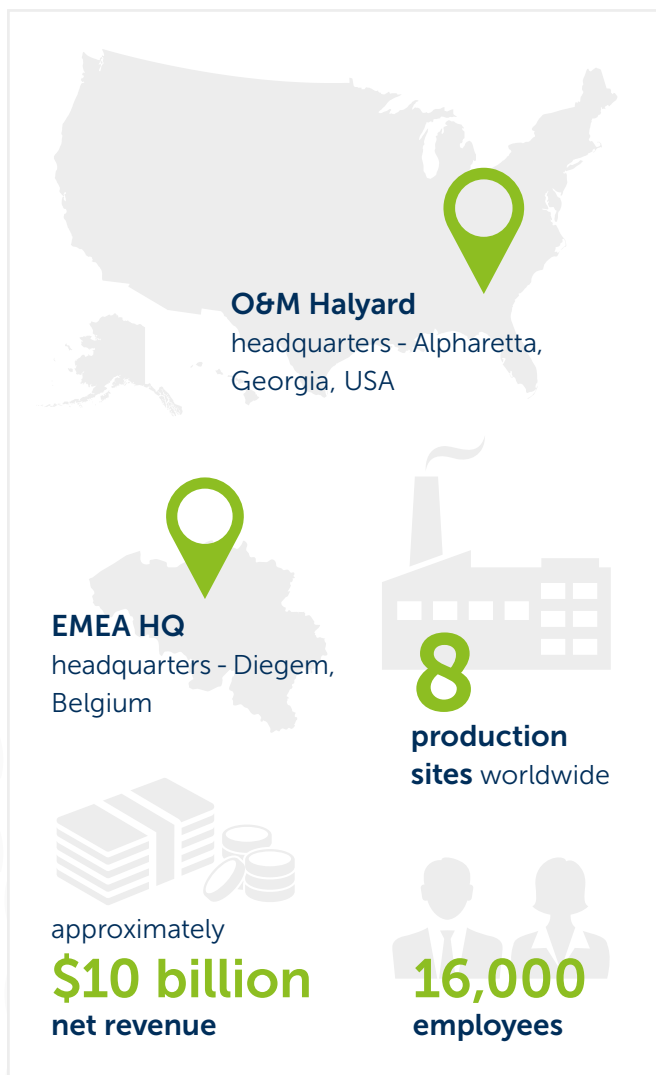 O&M Halyard
headquarters - Alpharetta,
Georgia, USA
EMEA HQ
headquarters - Diegem,
Belgium
8
production
sites worldwide
approximately
$10 billion
net revenue
16,000
employees